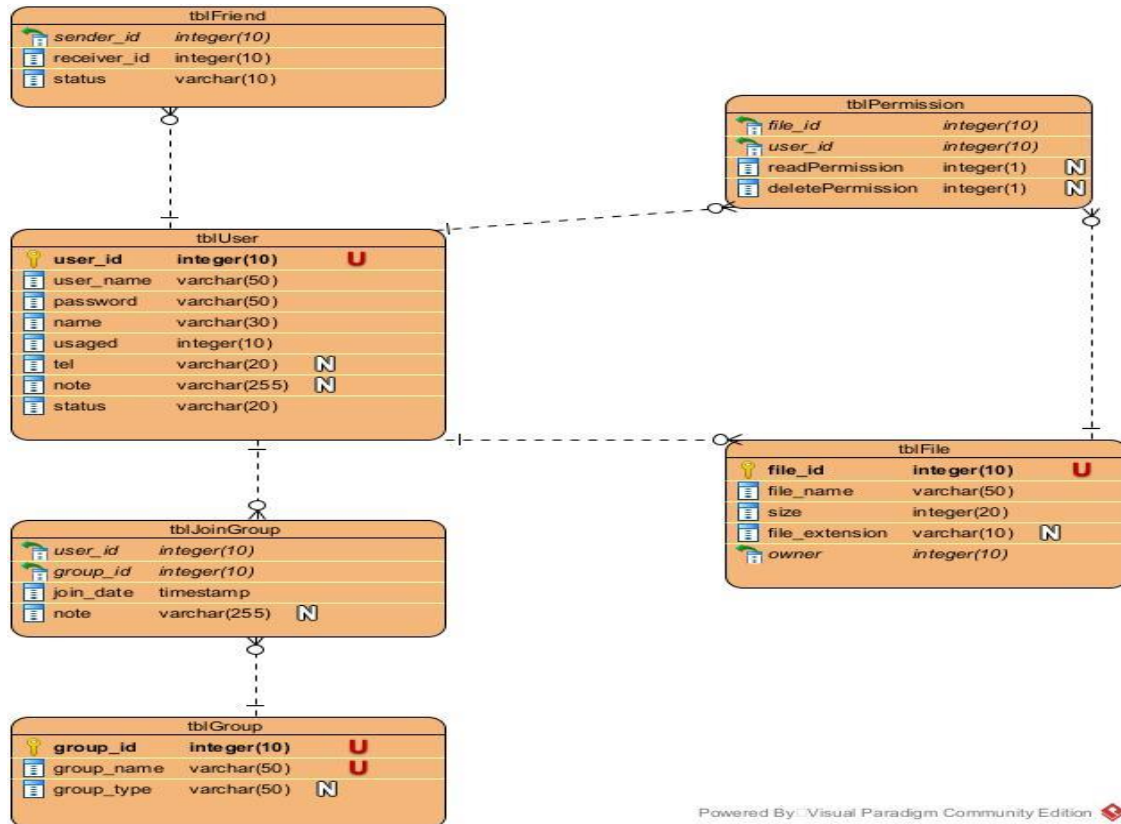 tblFriend
sender_id integer(10)
receiver_id integer(10)
status varchar(10)
tblPermission
file_id integer(10)
user_id integer(10)
readPermission integer(1) N
deletePermission integer(1) N
tblUser
user_id integer(10) U
user_name varchar(50)
password varchar(50)
name varchar(30)
usaged integer(10)
tel varchar(20) N
note varchar(255) N
status varchar(20)
tblFile
file_id integer(10) U
file_name varchar(50)
size integer(20)
file_extension varchar(10) N
owner integer(10)
tblJoinGroup
user_id integer(10)
group_id integer(10)
join_date timestamp
note varchar(255) N
tblGroup
group_id integer(10) U
group_name varchar(50) U
group_type varchar(50) N
Powered By Visual Paradigm Community Edition